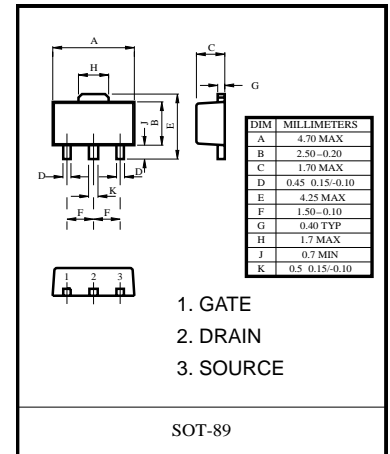 A
H
C
G
J
B
E
D
D
K
F
F
DIM MILLIMETERS
A 4.70 MAX
B 2.50−0.20
C 1.70 MAX
D 0.45 0.15/-0.10
E 4.25 MAX
F 1.50−0.10
G 0.40 TYP
H 1.7 MAX
J 0.7 MIN
K 0.5 0.15/-0.10
1 2 3
1. GATE
2. DRAIN
3. SOURCE
SOT-89